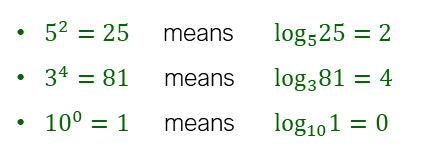 • 5² = 25 means log₅25 = 2
• 3⁴ = 81 means log₃81 = 4
• 10⁰ = 1 means log₁₀1 = 0